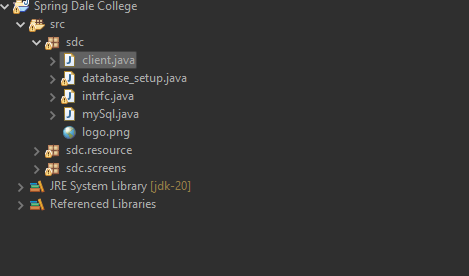 Spring Dale College
src
sdc
client.java
database_setup.java
intrfc.java
mySql.java
logo.png
sdc.resource
sdc.screens
JRE System Library [jdk-20]
Referenced Libraries